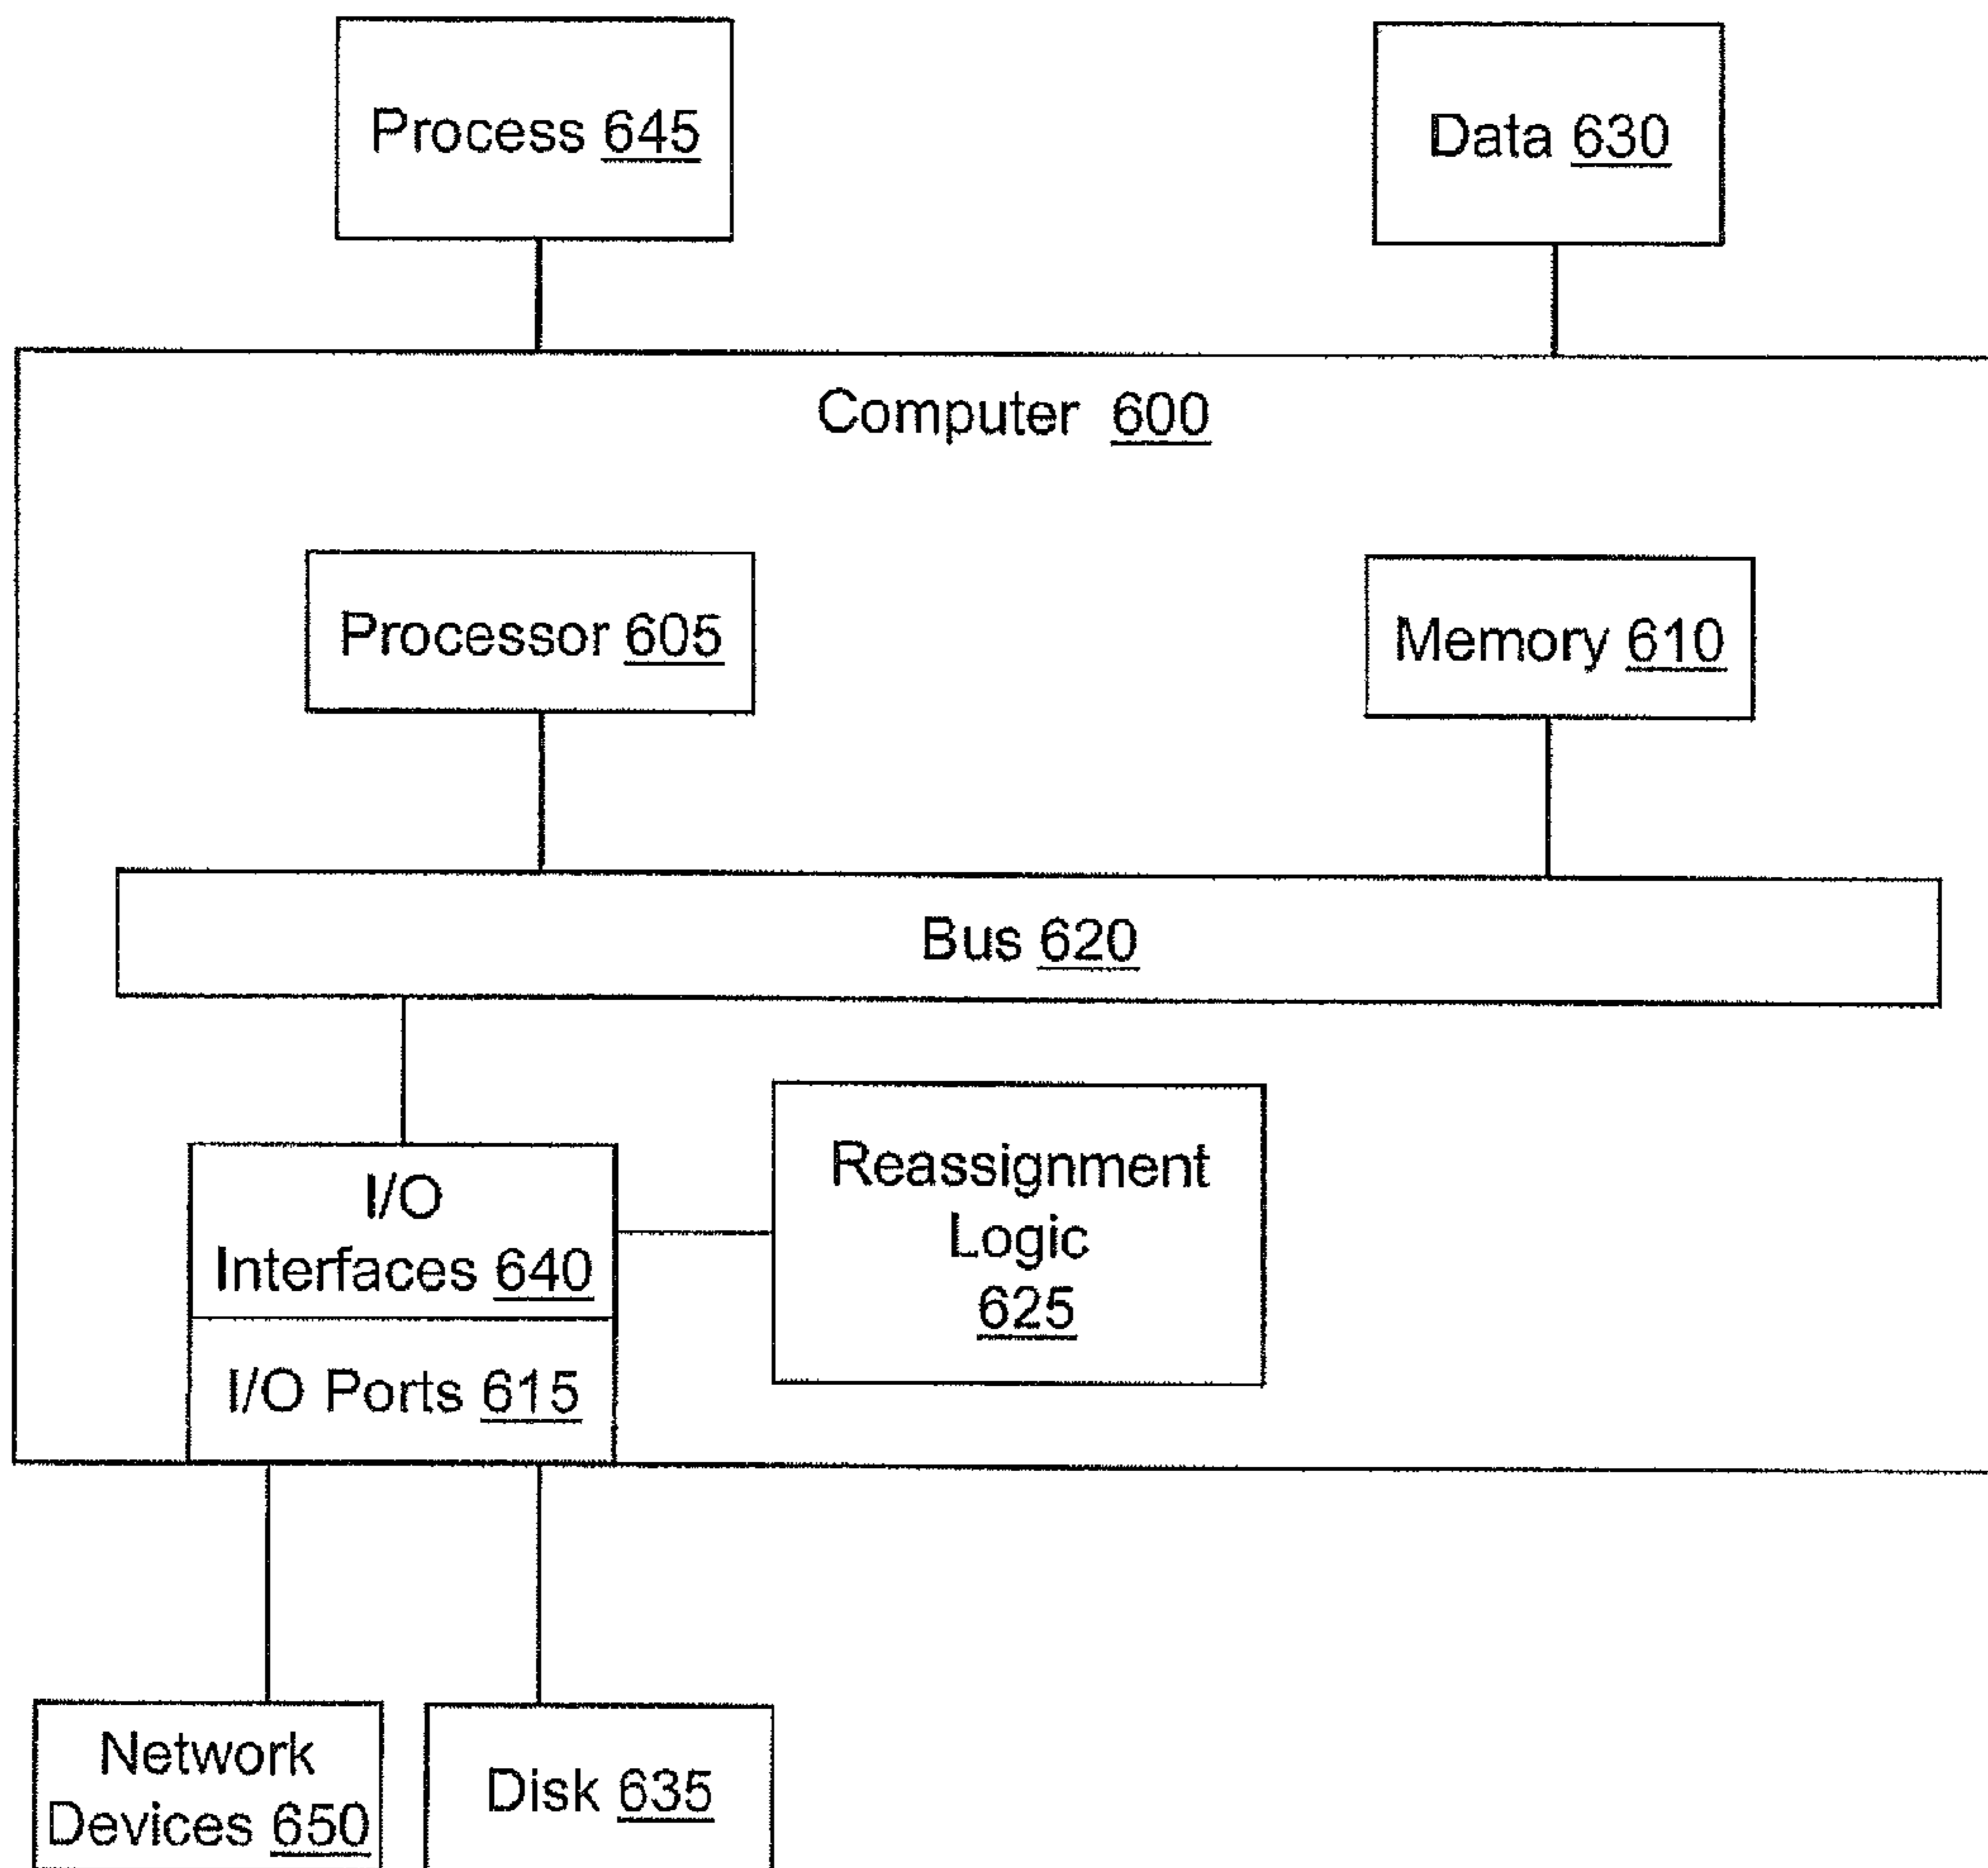 Process 645
Data 630
Computer 600
Processor 605
Memory 610
Bus 620
I/O
Interfaces 640
Reassignment
Logic
625
I/O Ports 615
Network
Devices 650
Disk 635